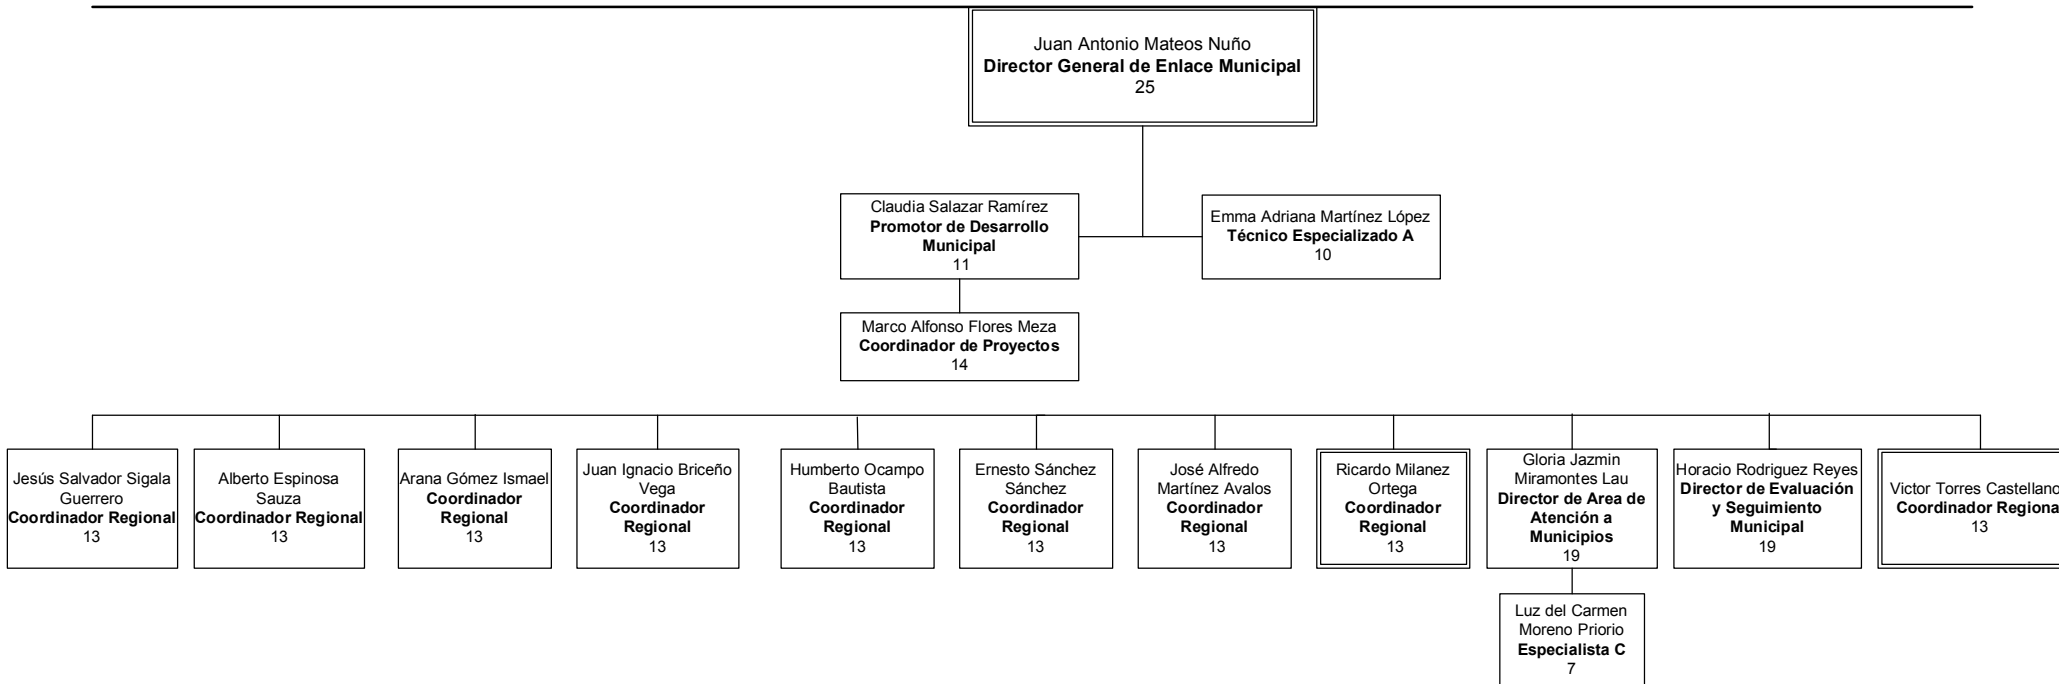 Juan Antonio Mateos Nuño
Director General de Enlace Municipal
25
Claudia Salazar Ramírez
Promotor de Desarrollo
Municipal
11
Emma Adriana Martínez López
Técnico Especializado A
10
Marco Alfonso Flores Meza
Coordinador de Proyectos
14
Jesús Salvador Sigala
Guerrero
Coordinador Regional
13
Alberto Espinosa
Sauza
Coordinador Regional
13
Arana Gómez Ismael
Coordinador
Regional
13
Juan Ignacio Briceño
Vega
Coordinador
Regional
13
Humberto Ocampo
Bautista
Coordinador
Regional
13
Ernesto Sánchez
Sánchez
Coordinador
Regional
13
José Alfredo
Martínez Avalos
Coordinador
Regional
13
Ricardo Milanez
Ortega
Coordinador
Regional
13
Gloria Jazmin
Miramontes Lau
Director de Area de
Atención a
Municipios
19
Horacio Rodriguez Reyes
Director de Evaluación
y Seguimiento
Municipal
19
Victor Torres Castellano
Coordinador Regiona
13
Luz del Carmen
Moreno Priorio
Especialista C
7